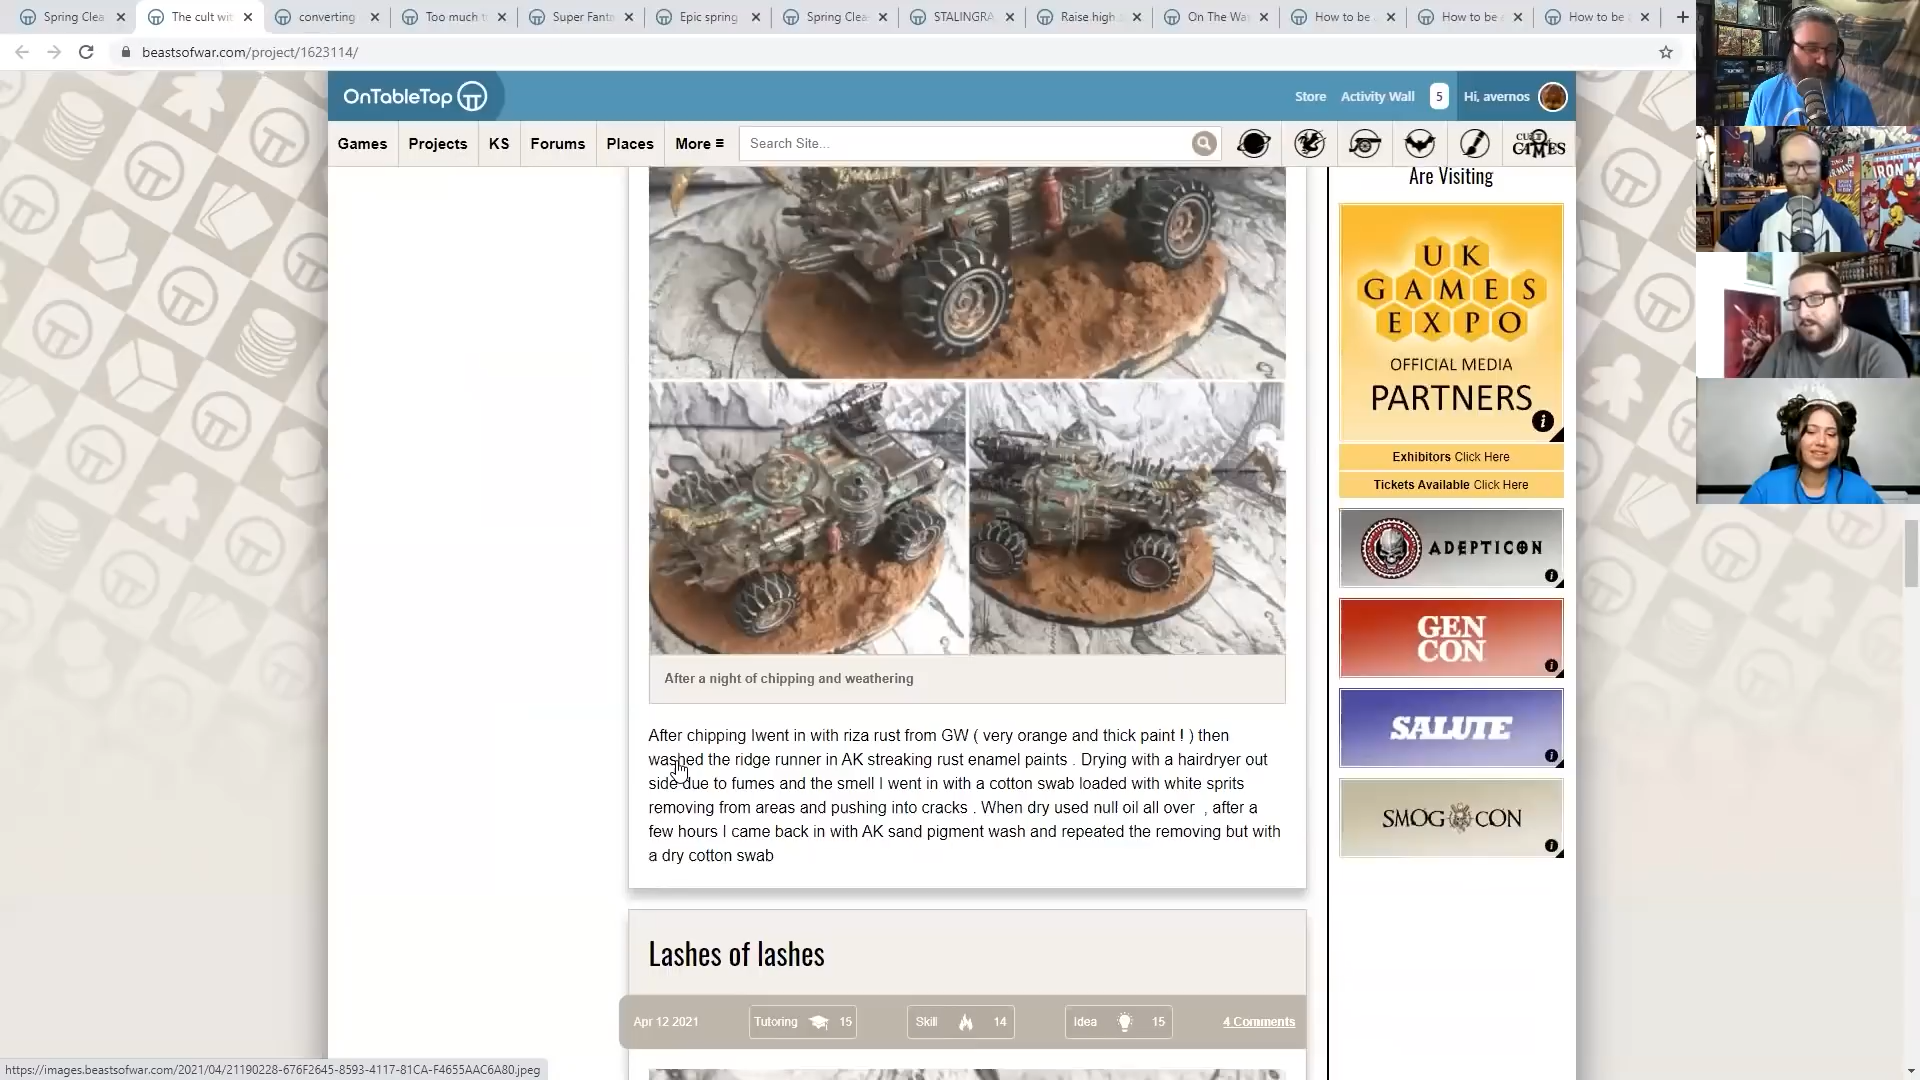 Spring Clea
The cult wit
converting
Too much t
Super Fanta
Epic spring
Spring Clea
STALINGRA
Raise high
On The Wa
How to be
How to be
How to be
beastsofwar.com/project/1623114/
OnTableTop
Store
Activity Wall
5
Hi, avernos
Games
Projects
KS
Forums
Places
More ≡
Search Site...
CULT OF GAMES
Are Visiting
UK
GAMES
EXPO
OFFICIAL MEDIA
PARTNERS
Exhibitors Click Here
Tickets Available Click Here
ADEPTICON
GEN
CON
SALUTE
SMOG CON
IRON M
After a night of chipping and weathering
After chipping Iwent in with riza rust from GW ( very orange and thick paint ! ) then
washed the ridge runner in AK streaking rust enamel paints . Drying with a hairdryer out
side due to fumes and the smell I went in with a cotton swab loaded with white sprits
removing from areas and pushing into cracks . When dry used null oil all over , after a
few hours I came back in with AK sand pigment wash and repeated the removing but with
a dry cotton swab
Lashes of lashes
Apr 12 2021
Tutoring 15
Skill 14
Idea 15
4 Comments
https://images.beastsofwar.com/2021/04/21190228-676F2645-8593-4117-81CA-F4655AAC6A80.jpeg